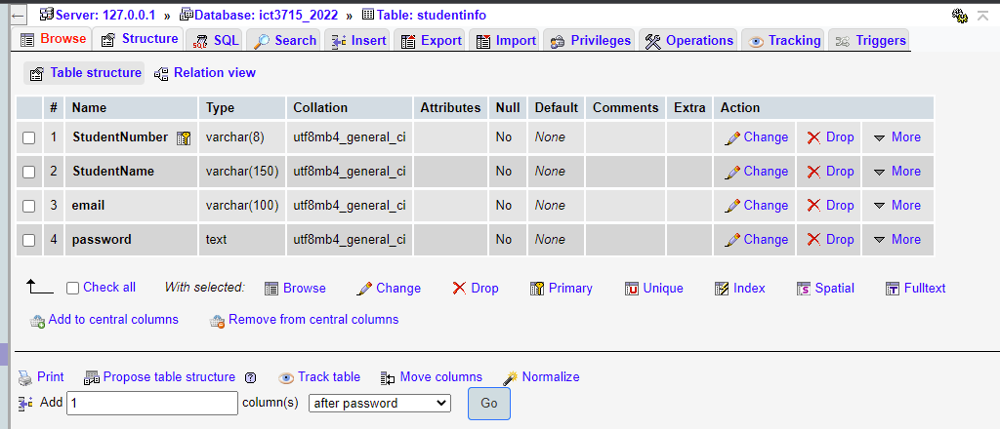 Server: 127.0.0.1 » Database: ict3715_2022 » Table: studentinfo
Browse Structure SQL Search Insert Export Import Privileges Operations Tracking Triggers
Table structure Relation view
# Name Type Collation Attributes Null Default Comments Extra Action
1 StudentNumber varchar(8) utf8mb4_general_ci No None Change Drop More
2 StudentName varchar(150) utf8mb4_general_ci No None Change Drop More
3 email varchar(100) utf8mb4_general_ci No None Change Drop More
4 password text utf8mb4_general_ci No None Change Drop More
Check all With selected: Browse Change Drop Primary Unique Index Spatial Fulltext
Add to central columns Remove from central columns
Print Propose table structure Track table Move columns Normalize
Add 1 column(s) after password Go